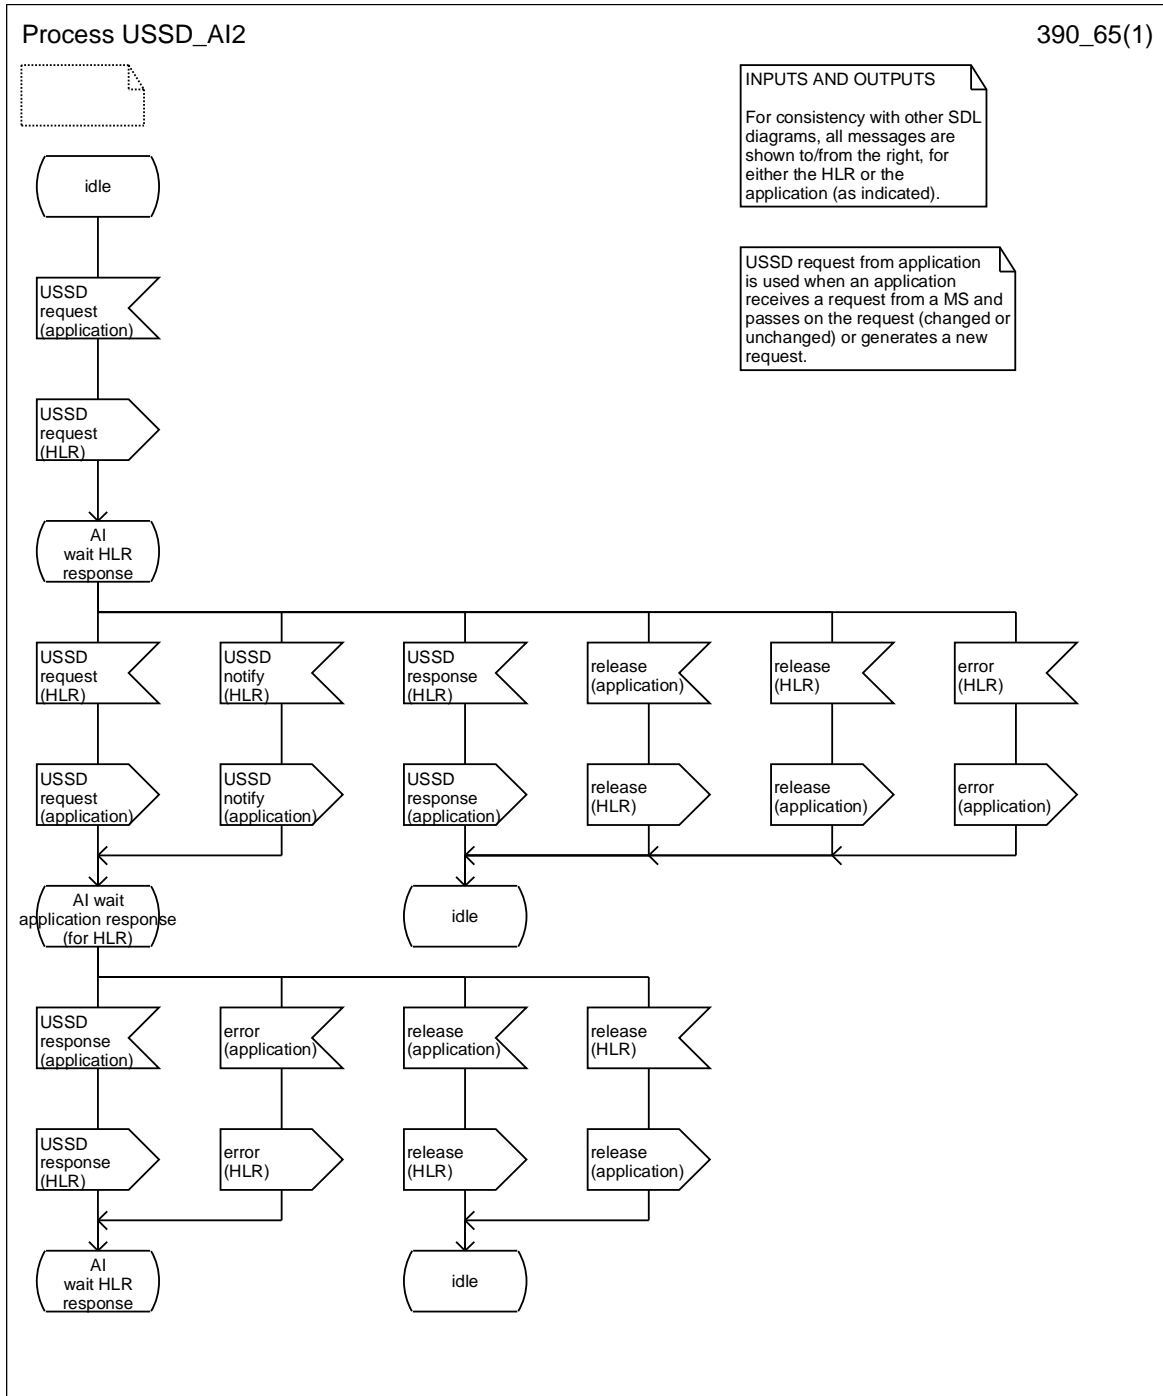 Process USSD_AI2
390_65(1)
INPUTS AND OUTPUTS
For consistency with other SDL
diagrams, all messages are
shown to/from the right, for
either the HLR or the
application (as indicated).
idle
USSD request from application
is used when an application
receives a request from a MS and
passes on the request (changed or
unchanged) or generates a new
request.
USSD
request
(application)
USSD
request
(HLR)
AI
wait HLR
response
USSD
request
(HLR)
USSD
notify
(HLR)
USSD
response
(HLR)
release
(application)
release
(HLR)
error
(HLR)
USSD
request
(application)
USSD
notify
(application)
USSD
response
(application)
release
(HLR)
release
(application)
error
(application)
AI wait
application response
(for HLR)
idle
USSD
response
(application)
error
(application)
release
(application)
release
(HLR)
USSD
response
(HLR)
error
(HLR)
release
(HLR)
release
(application)
AI
wait HLR
response
idle